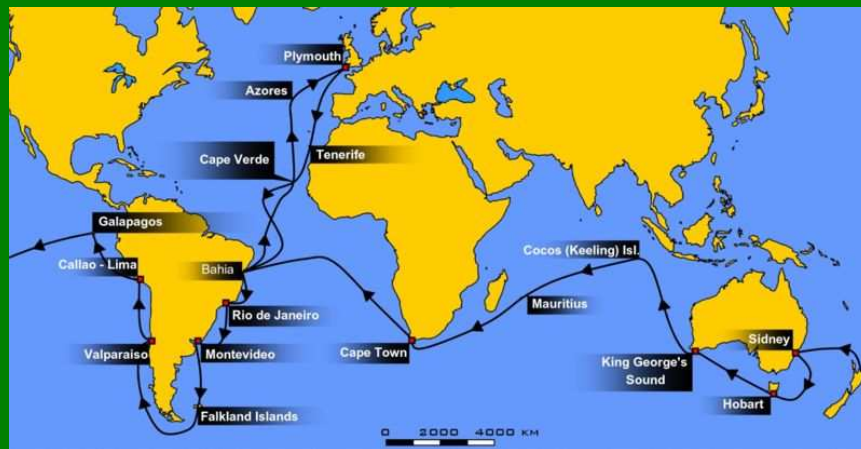 Plymouth
Azores
Cape Verde
Tenerife
Galapagos
Callao - Lima
Bahia
Cocos (Keeling) Isl.
Mauritius
Rio de Janeiro
Valparaiso
Montevideo
Cape Town
King George's
Sound
Sidney
Hobart
Falkland Islands
0 2000 4000 KM